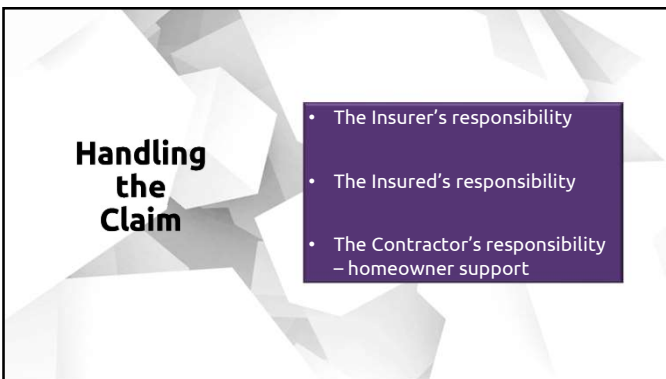 Handling
the
Claim
• The Insurer's responsibility
• The Insured's responsibility
• The Contractor's responsibility
– homeowner support